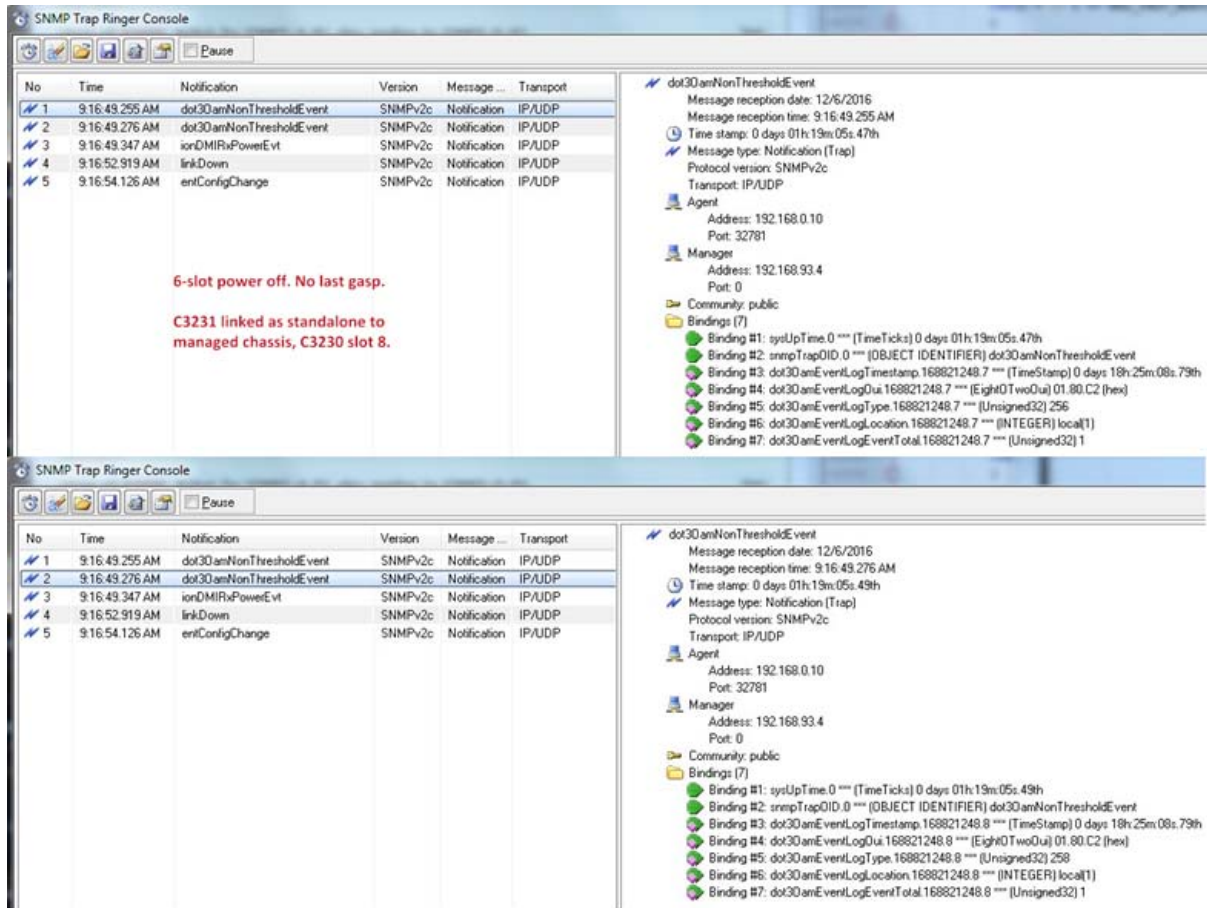 SNMP Trap Ringer Console
Pause
No Time Notification Version Message ... Transport
1 9:16:49.255 AM dot3OamNonThresholdEvent SNMPv2c Notification IP/UDP
2 9:16:49.276 AM dot3OamNonThresholdEvent SNMPv2c Notification IP/UDP
3 9:16:49.347 AM ionDMIRxPowerEvt SNMPv2c Notification IP/UDP
4 9:16:52.919 AM linkDown SNMPv2c Notification IP/UDP
5 9:16:54.126 AM entConfigChange SNMPv2c Notification IP/UDP
6-slot power off. No last gasp.
C3231 linked as standalone to
managed chassis, C3230 slot 8.
dot3OamNonThresholdEvent
Message reception date: 12/6/2016
Message reception time: 9:16:49.255 AM
Time stamp: 0 days 01h:19m:05s.47th
Message type: Notification (Trap)
Protocol version: SNMPv2c
Transport: IP/UDP
Agent
Address: 192.168.0.10
Port: 32781
Manager
Address: 192.168.93.4
Port: 0
Community: public
Bindings (7)
Binding #1: sysUpTime.0 *** (TimeTicks) 0 days 01h:19m:05s.47th
Binding #2: snmpTrapOID.0 *** (OBJECT IDENTIFIER) dot3OamNonThresholdEvent
Binding #3: dot3OamEventLogTimestamp.168821248.7 *** (TimeStamp) 0 days 18h:25m:08s.79th
Binding #4: dot3OamEventLogOui.168821248.7 *** (EightOTwoOui) 01.80.C2 (hex)
Binding #5: dot3OamEventLogType.168821248.7 *** (Unsigned32) 256
Binding #6: dot3OamEventLogLocation.168821248.7 *** (INTEGER) local(1)
Binding #7: dot3OamEventLogEventTotal.168821248.7 *** (Unsigned32) 1
SNMP Trap Ringer Console
Pause
No Time Notification Version Message ... Transport
1 9:16:49.255 AM dot3OamNonThresholdEvent SNMPv2c Notification IP/UDP
2 9:16:49.276 AM dot3OamNonThresholdEvent SNMPv2c Notification IP/UDP
3 9:16:49.347 AM ionDMIRxPowerEvt SNMPv2c Notification IP/UDP
4 9:16:52.919 AM linkDown SNMPv2c Notification IP/UDP
5 9:16:54.126 AM entConfigChange SNMPv2c Notification IP/UDP
dot3OamNonThresholdEvent
Message reception date: 12/6/2016
Message reception time: 9:16:49.276 AM
Time stamp: 0 days 01h:19m:05s.49th
Message type: Notification (Trap)
Protocol version: SNMPv2c
Transport: IP/UDP
Agent
Address: 192.168.0.10
Port: 32781
Manager
Address: 192.168.93.4
Port: 0
Community: public
Bindings (7)
Binding #1: sysUpTime.0 *** (TimeTicks) 0 days 01h:19m:05s.49th
Binding #2: snmpTrapOID.0 *** (OBJECT IDENTIFIER) dot3OamNonThresholdEvent
Binding #3: dot3OamEventLogTimestamp.168821248.8 *** (TimeStamp) 0 days 18h:25m:08s.79th
Binding #4: dot3OamEventLogOui.168821248.8 *** (EightOTwoOui) 01.80.C2 (hex)
Binding #5: dot3OamEventLogType.168821248.8 *** (Unsigned32) 258
Binding #6: dot3OamEventLogLocation.168821248.8 *** (INTEGER) local(1)
Binding #7: dot3OamEventLogEventTotal.168821248.8 *** (Unsigned32) 1